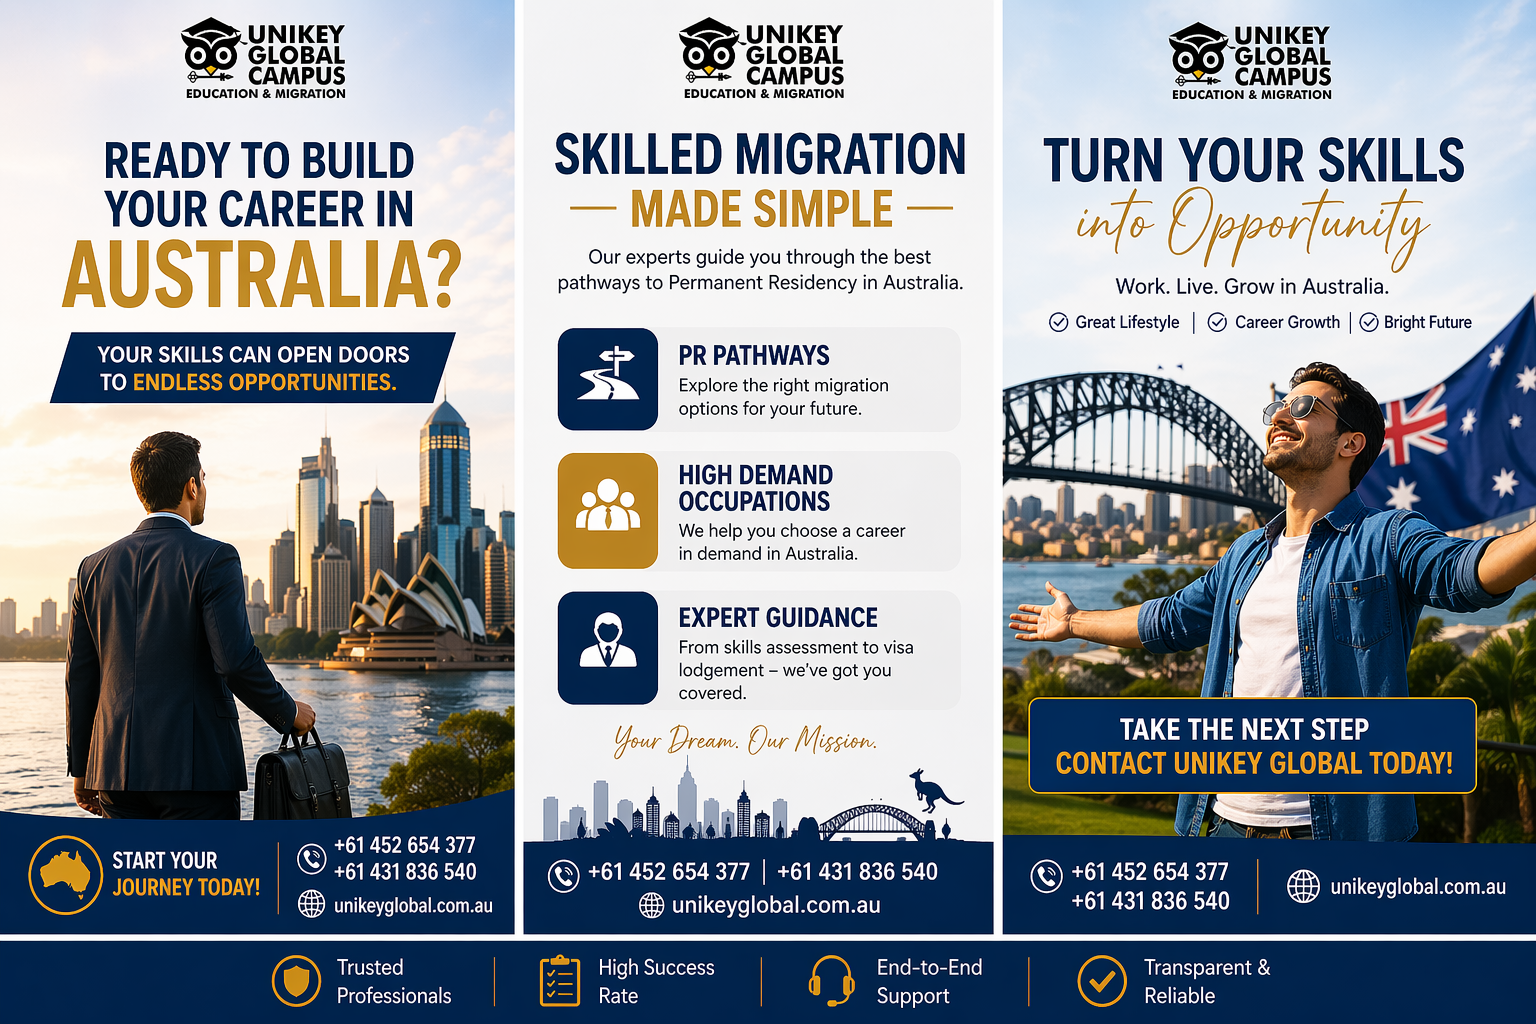 UNIKEY
GLOBAL
CAMPUS
EDUCATION & MIGRATION
READY TO BUILD
YOUR CAREER IN
AUSTRALIA?
YOUR SKILLS CAN OPEN DOORS
TO ENDLESS OPPORTUNITIES.
START YOUR
JOURNEY TODAY!
+61 452 654 377
+61 431 836 540
unikeyglobal.com.au
UNIKEY
GLOBAL
CAMPUS
EDUCATION & MIGRATION
SKILLED MIGRATION
MADE SIMPLE
Our experts guide you through the best
pathways to Permanent Residency in Australia.
PR PATHWAYS
Explore the right migration
options for your future.
HIGH DEMAND
OCCUPATIONS
We help you choose a career
in demand in Australia.
EXPERT GUIDANCE
From skills assessment to visa
lodgement – we've got you
covered.
Your Dream. Our Mission.
+61 452 654 377 | +61 431 836 540
unikeyglobal.com.au
UNIKEY
GLOBAL
CAMPUS
EDUCATION & MIGRATION
TURN YOUR SKILLS
into Opportunity
Work. Live. Grow in Australia.
Great Lifestyle | Career Growth | Bright Future
TAKE THE NEXT STEP
CONTACT UNIKEY GLOBAL TODAY!
+61 452 654 377
+61 431 836 540
unikeyglobal.com.au
Trusted
Professionals
High Success
Rate
End-to-End
Support
Transparent &
Reliable